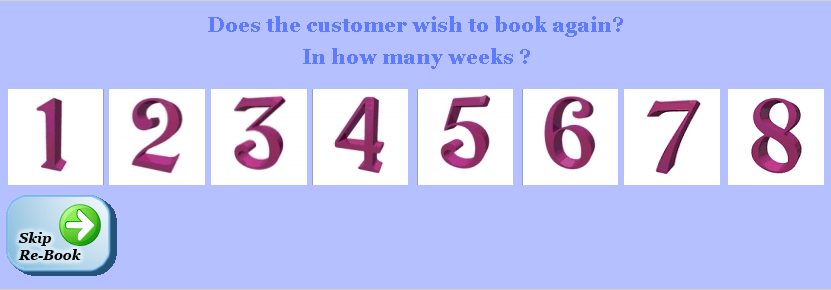 Does the customer wish to book again?
In how many weeks ?
1 2 3 4 5 6 7 8
Skip
Re-Book